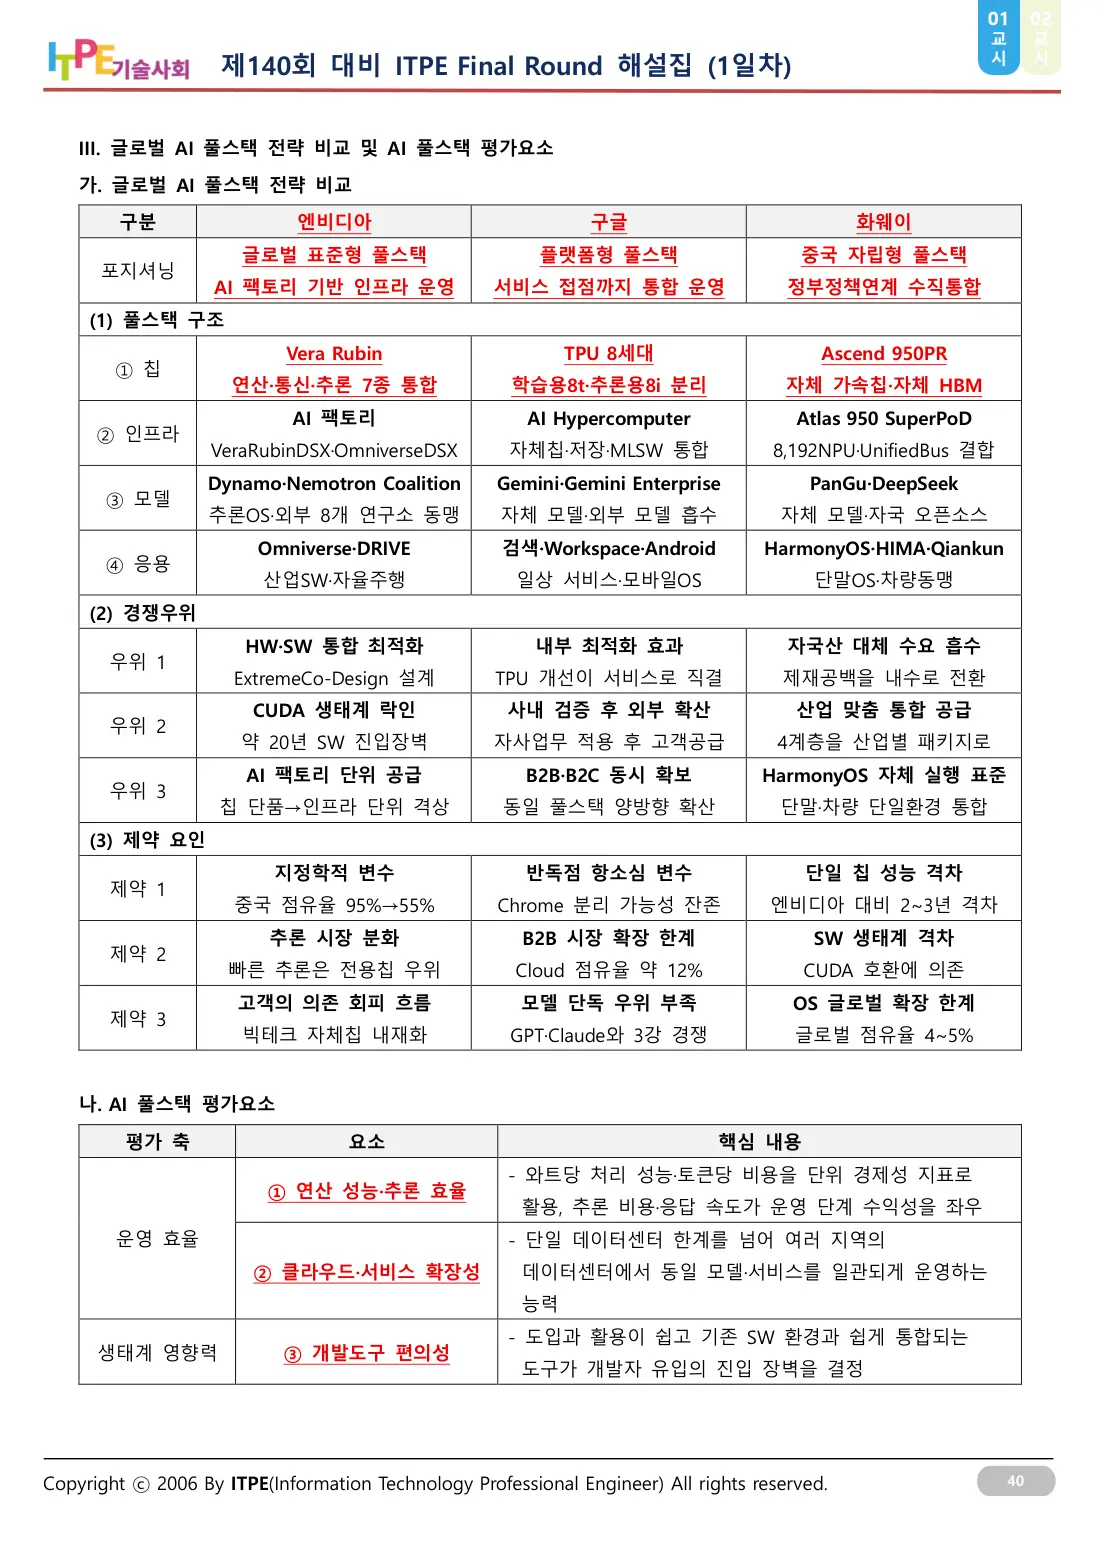 01
교
시
02
교
시
ITPE기술사회
제140회 대비 ITPE Final Round 해설집 (1일차)
III. 글로벌 AI 풀스택 전략 비교 및 AI 풀스택 평가요소
가. 글로벌 AI 풀스택 전략 비교
구분 엔비디아 구글 화웨이
포지셔닝
글로벌 표준형 풀스택
AI 팩토리 기반 인프라 운영
플랫폼형 풀스택
서비스 접점까지 통합 운영
중국 자립형 풀스택
정부정책연계 수직통합
(1) 풀스택 구조
① 칩
Vera Rubin
연산·통신·추론 7종 통합
TPU 8세대
학습용8t·추론용8i 분리
Ascend 950PR
자체 가속칩·자체 HBM
② 인프라
AI 팩토리
VeraRubinDSX·OmniverseDSX
AI Hypercomputer
자체칩·저장·MLSW 통합
Atlas 950 SuperPoD
8,192NPU·UnifiedBus 결합
③ 모델
Dynamo·Nemotron Coalition
추론OS·외부 8개 연구소 동맹
Gemini·Gemini Enterprise
자체 모델·외부 모델 흡수
PanGu·DeepSeek
자체 모델·자국 오픈소스
④ 응용
Omniverse·DRIVE
산업SW·자율주행
검색·Workspace·Android
일상 서비스·모바일OS
HarmonyOS·HIMA·Qiankun
단말OS·차량동맹
(2) 경쟁우위
우위 1
HW·SW 통합 최적화
ExtremeCo-Design 설계
내부 최적화 효과
TPU 개선이 서비스로 직결
자국산 대체 수요 흡수
제재공백을 내수로 전환
우위 2
CUDA 생태계 락인
약 20년 SW 진입장벽
사내 검증 후 외부 확산
자사업무 적용 후 고객공급
산업 맞춤 통합 공급
4계층을 산업별 패키지로
우위 3
AI 팩토리 단위 공급
칩 단품→인프라 단위 격상
B2B·B2C 동시 확보
동일 풀스택 양방향 확산
HarmonyOS 자체 실행 표준
단말·차량 단일환경 통합
(3) 제약 요인
제약 1
지정학적 변수
중국 점유율 95%→55%
반독점 항소심 변수
Chrome 분리 가능성 잔존
단일 칩 성능 격차
엔비디아 대비 2~3년 격차
제약 2
추론 시장 분화
빠른 추론은 전용칩 우위
B2B 시장 확장 한계
Cloud 점유율 약 12%
SW 생태계 격차
CUDA 호환에 의존
제약 3
고객의 의존 회피 흐름
빅테크 자체칩 내재화
모델 단독 우위 부족
GPT·Claude와 3강 경쟁
OS 글로벌 확장 한계
글로벌 점유율 4~5%
나. AI 풀스택 평가요소
평가 축 요소 핵심 내용
운영 효율
① 연산 성능·추론 효율
- 와트당 처리 성능·토큰당 비용을 단위 경제성 지표로
활용, 추론 비용·응답 속도가 운영 단계 수익성을 좌우
② 클라우드·서비스 확장성
- 단일 데이터센터 한계를 넘어 여러 지역의
데이터센터에서 동일 모델·서비스를 일관되게 운영하는
능력
생태계 영향력
③ 개발도구 편의성
- 도입과 활용이 쉽고 기존 SW 환경과 쉽게 통합되는
도구가 개발자 유입의 진입 장벽을 결정
Copyright ⓒ 2006 By ITPE(Information Technology Professional Engineer) All rights reserved.
40